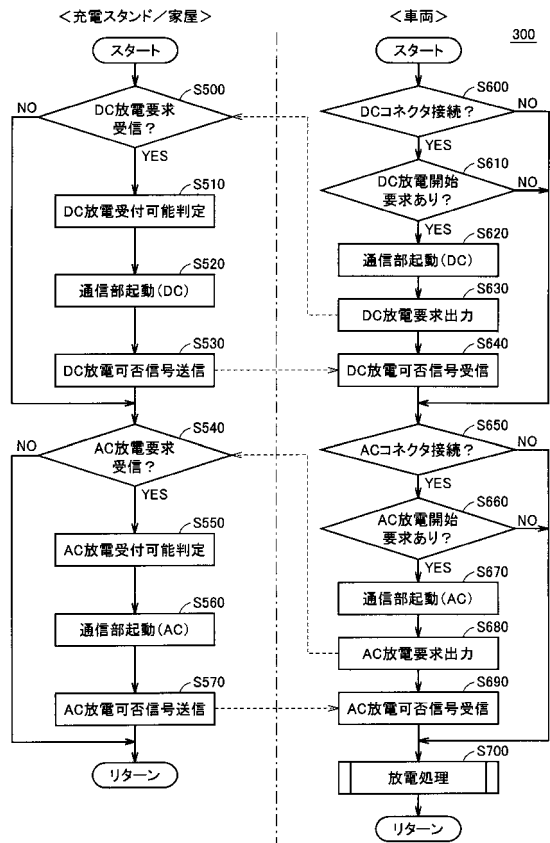 <充電スタンド/家屋>
スタート
S500
DC放電要求
受信?
NO
YES
S510
DC放電受付可能判定
S520
通信部起動(DC)
S530
DC放電可否信号送信
S540
AC放電要求
受信?
NO
YES
S550
AC放電受付可能判定
S560
通信部起動(AC)
S570
AC放電可否信号送信
リターン
<車両>
300
スタート
S600
DCコネクタ接続?
NO
YES
S610
DC放電開始
要求あり?
NO
YES
S620
通信部起動(DC)
S630
DC放電要求出力
S640
DC放電可否信号受信
S650
ACコネクタ接続?
NO
YES
S660
AC放電開始
要求あり?
NO
YES
S670
通信部起動(AC)
S680
AC放電要求出力
S690
AC放電可否信号受信
S700
放電処理
リターン